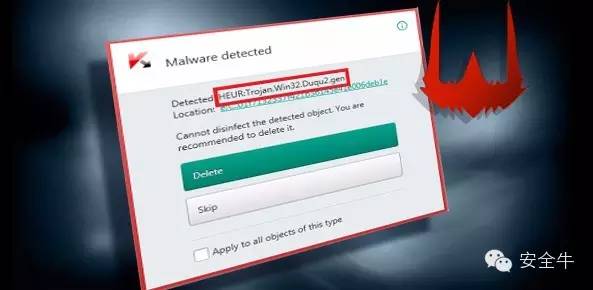 Malware detected
Detected: HEUR:Trojan.Win32.Duqu2.gen
Location:
Cannot disinfect the detected object. You are
recommended to delete it.
Delete
Skip
Apply to all objects of this type
安全牛